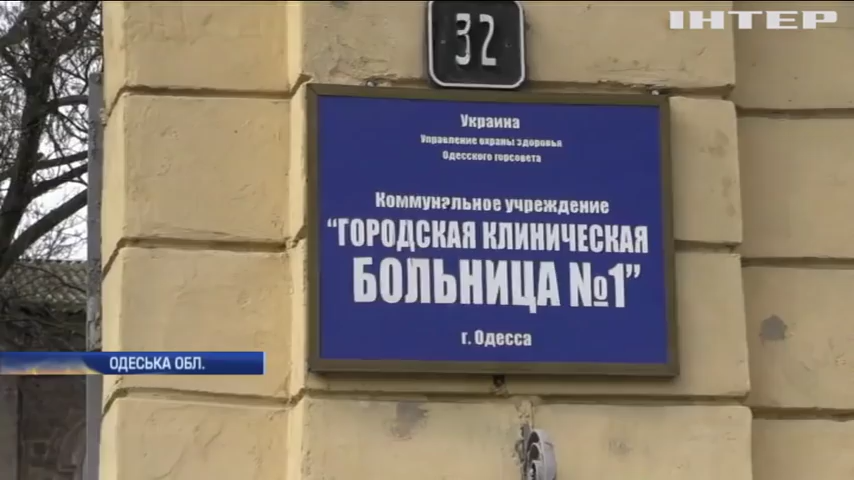 ІНТЕР
32
Украина
Управление охраны здоровья
Одесского горсовета
Коммунальное учреждение
“ГОРОДСКАЯ КЛИНИЧЕСКАЯ
БОЛЬНИЦА №1”
г. Одесса
ОДЕСЬКА ОБЛ.